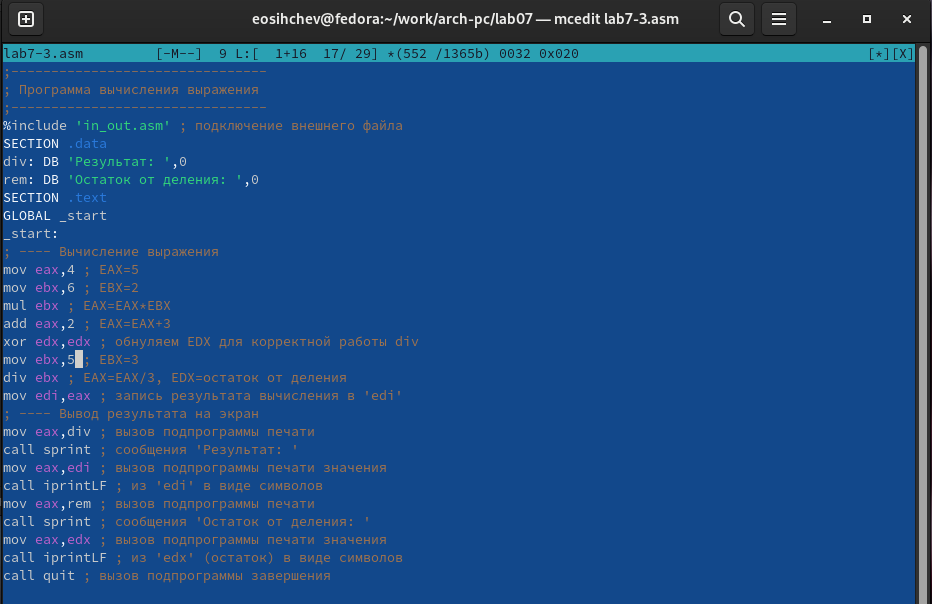 eosihchev@fedora:~/work/arch-pc/lab07 — mcedit lab7-3.asm
lab7-3.asm [-M--] 9 L:[ 1+16 17/ 29] *(552 /1365b) 0032 0x020 [*][X]
;--------------------------------
; Программа вычисления выражения
;--------------------------------
%include 'in_out.asm' ; подключение внешнего файла
SECTION .data
div: DB 'Результат: ',0
rem: DB 'Остаток от деления: ',0
SECTION .text
GLOBAL _start
_start:
; ---- Вычисление выражения
mov eax,4 ; EAX=5
mov ebx,6 ; EBX=2
mul ebx ; EAX=EAX*EBX
add eax,2 ; EAX=EAX+3
xor edx,edx ; обнуляем EDX для корректной работы div
mov ebx,5 ; EBX=3
div ebx ; EAX=EAX/3, EDX=остаток от деления
mov edi,eax ; запись результата вычисления в 'edi'
; ---- Вывод результата на экран
mov eax,div ; вызов подпрограммы печати
call sprint ; сообщения 'Результат: '
mov eax,edi ; вызов подпрограммы печати значения
call iprintLF ; из 'edi' в виде символов
mov eax,rem ; вызов подпрограммы печати
call sprint ; сообщения 'Остаток от деления: '
mov eax,edx ; вызов подпрограммы печати значения
call iprintLF ; из 'edx' (остаток) в виде символов
call quit ; вызов подпрограммы завершения